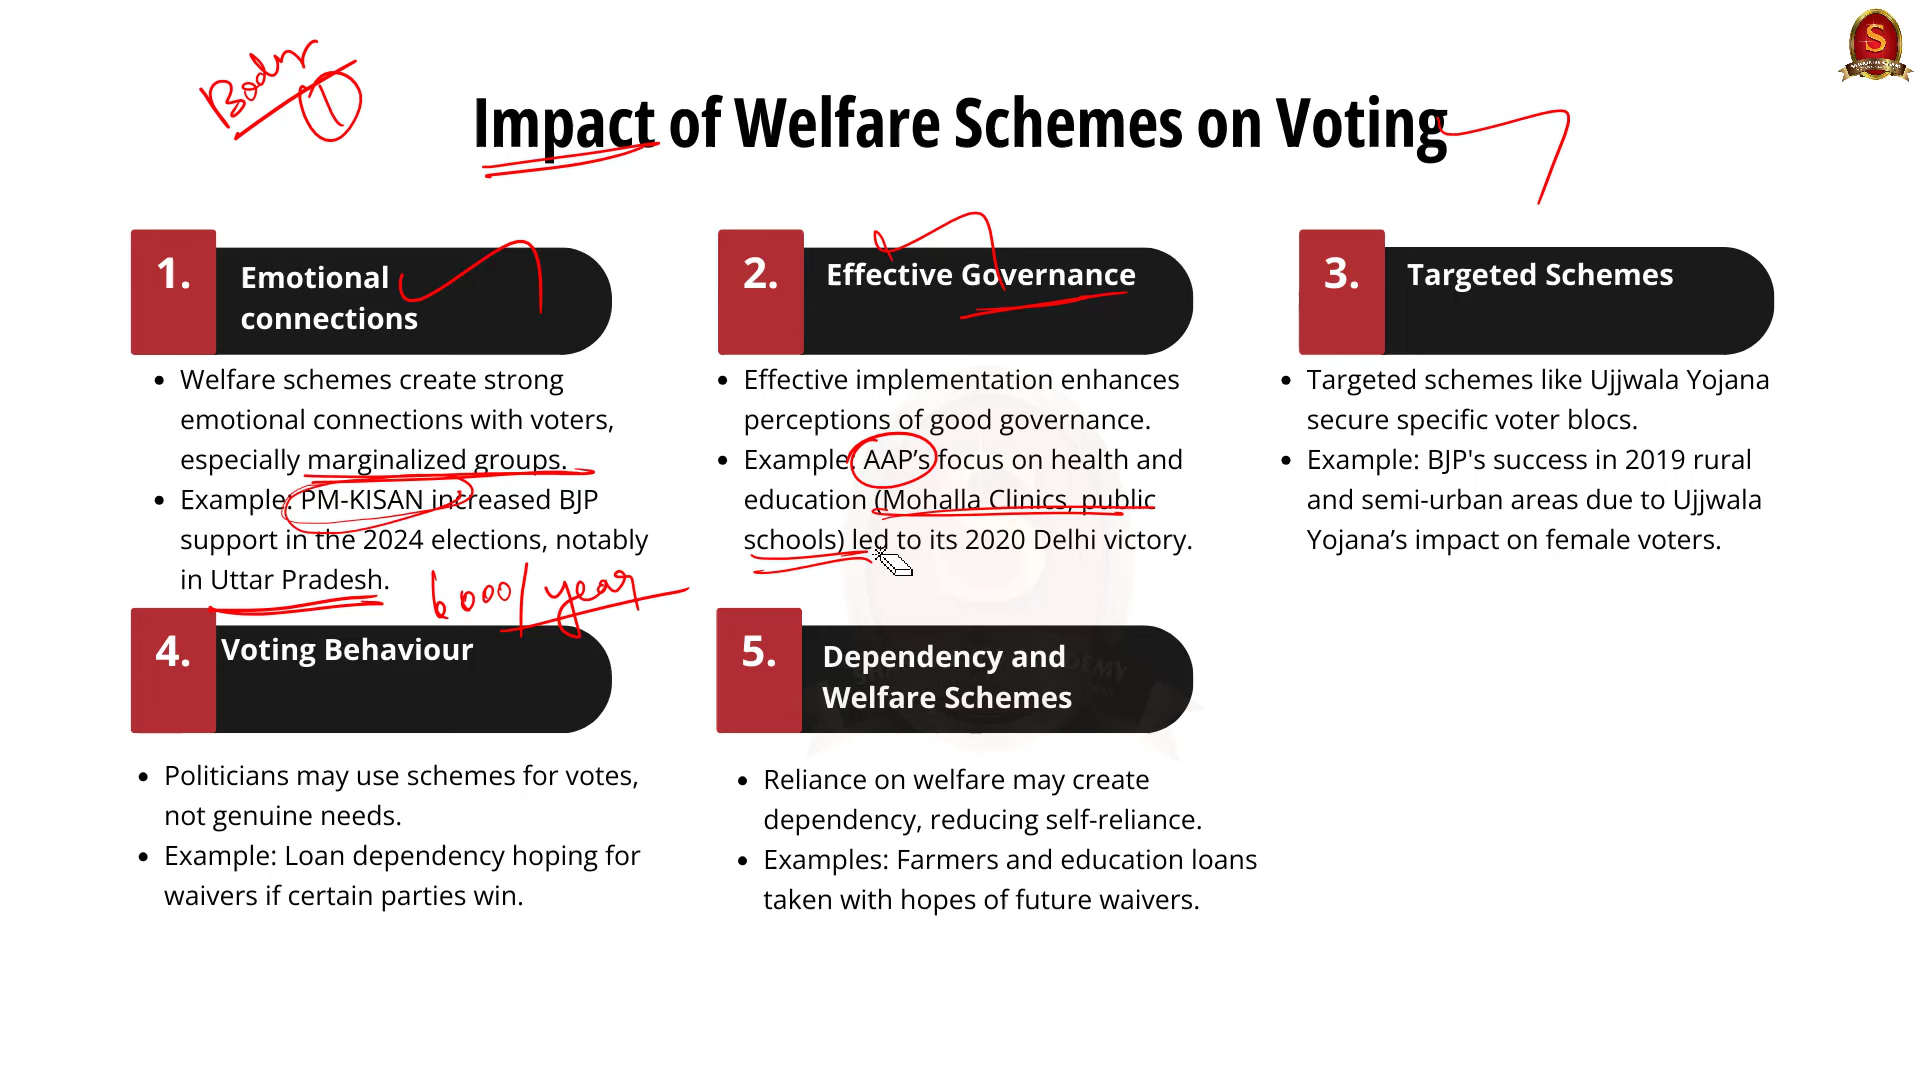 Body 1
S
Impact of Welfare Schemes on Voting
1.
Emotional
connections
Welfare schemes create strong
emotional connections with voters,
especially marginalized groups.
Example: PM-KISAN increased BJP
support in the 2024 elections, notably
in Uttar Pradesh.
6000/year
2.
Effective Governance
Effective implementation enhances
perceptions of good governance.
Example: AAP's focus on health and
education (Mohalla Clinics, public
schools) led to its 2020 Delhi victory.
3.
Targeted Schemes
Targeted schemes like Ujjwala Yojana
secure specific voter blocs.
Example: BJP's success in 2019 rural
and semi-urban areas due to Ujjwala
Yojana’s impact on female voters.
4.
Voting Behaviour
Politicians may use schemes for votes,
not genuine needs.
Example: Loan dependency hoping for
waivers if certain parties win.
5.
Dependency and
Welfare Schemes
Reliance on welfare may create
dependency, reducing self-reliance.
Examples: Farmers and education loans
taken with hopes of future waivers.